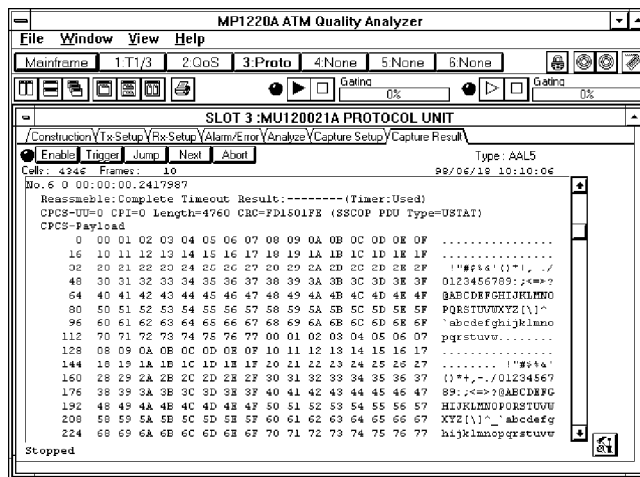 MP1220A ATM Quality Analyzer
File Window View Help
Mainframe 1:T1/3 2:QoS 3:Proto 4:None 5:None 6:None
Gating 0% Gating 0%
SLOT 3 :MU120021A PROTOCOL UNIT
Construction Tx-Setup Rx-Setup Alarm/Error Analyze Capture Setup Capture Result
Enable Trigger Jump Next Abort Type: AAL5
Cells: 4346 Frames: 10 98/06/18 10:10:06
No.6 0 00:00:00.2417987
Reassmeble:Complete Timeout Result:--------(Timer:Used)
CPCS-UU=0 CPI=0 Length=4760 CRC=FD1501FE (SSCOP PDU Type=USTAT)
CPCS-Payload
0 00 01 02 03 04 05 06 07 08 09 0A 0B 0C 0D 0E 0F ................
16 10 11 12 13 14 15 16 17 18 19 1A 1B 1C 1D 1E 1F ................
32 20 21 22 23 24 25 26 27 28 29 2A 2B 2C 2D 2E 2F !"#$%&'()*+,-./
48 30 31 32 33 34 35 36 37 38 39 3A 3B 3C 3D 3E 3F 0123456789:;<=>?
64 40 41 42 43 44 45 46 47 48 49 4A 4B 4C 4D 4E 4F @ABCDEFGHIJKLMNO
80 50 51 52 53 54 55 56 57 58 59 5A 5B 5C 5D 5E 5F PQRSTUVWXYZ[\]^_
96 60 61 62 63 64 65 66 67 68 69 6A 6B 6C 6D 6E 6F `abcdefghijklmno
112 70 71 72 73 74 75 76 77 00 01 02 03 04 05 06 07 pqrstuvw........
128 08 09 0A 0B 0C 0D 0E 0F 10 11 12 13 14 15 16 17 ................
144 18 19 1A 1B 1C 1D 1E 1F 20 21 22 23 24 25 26 27 ........ !"#$%&'
160 28 29 2A 2B 2C 2D 2E 2F 30 31 32 33 34 35 36 37 ()*+,-./01234567
176 38 39 3A 3B 3C 3D 3E 3F 40 41 42 43 44 45 46 47 89:;<=>?@ABCDEFG
192 48 49 4A 4B 4C 4D 4E 4F 50 51 52 53 54 55 56 57 HIJKLMNOPQRSTUVW
208 58 59 5A 5B 5C 5D 5E 5F 60 61 62 63 64 65 66 67 XYZ[\]^_`abcdefg
224 68 69 6A 6B 6C 6D 6E 6F 70 71 72 73 74 75 76 77 hijklmnopqrstuvw
Stopped